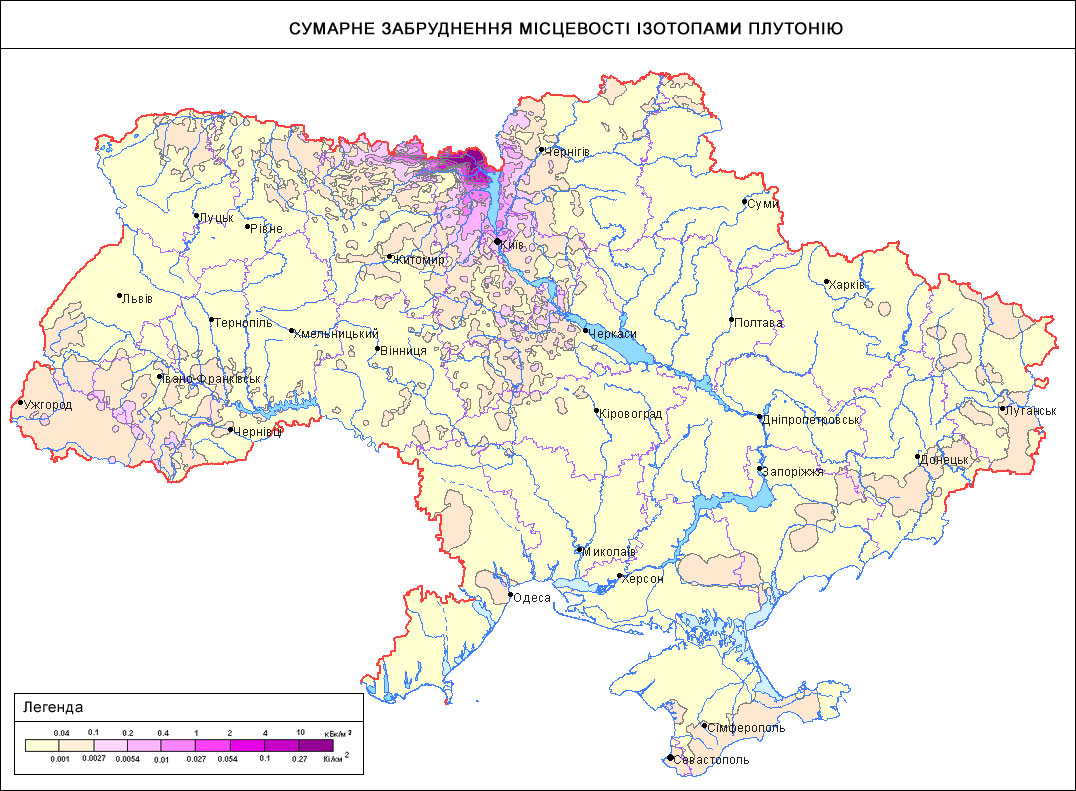 СУМАРНЕ ЗАБРУДНЕННЯ МІСЦЕВОСТІ ІЗОТОПАМИ ПЛУТОНІЮ
Чернігів
Суми
Луцьк
Рівне
Київ
Житомир
Харків
Львів
Тернопіль
Хмельницький
Черкаси
Полтава
Вінниця
Івано-Франківськ
Ужгород
Кіровоград
Луганськ
Дніпропетровськ
Чернівці
Донецьк
Запоріжжя
Миколаїв
Херсон
Одеса
Сімферополь
Севастополь
Легенда
0.04 0.1 0.2 0.4 1 2 4 10 кБк/м 2
0.001 0.0027 0.0054 0.01 0.027 0.054 0.1 0.27 Кі/км 2